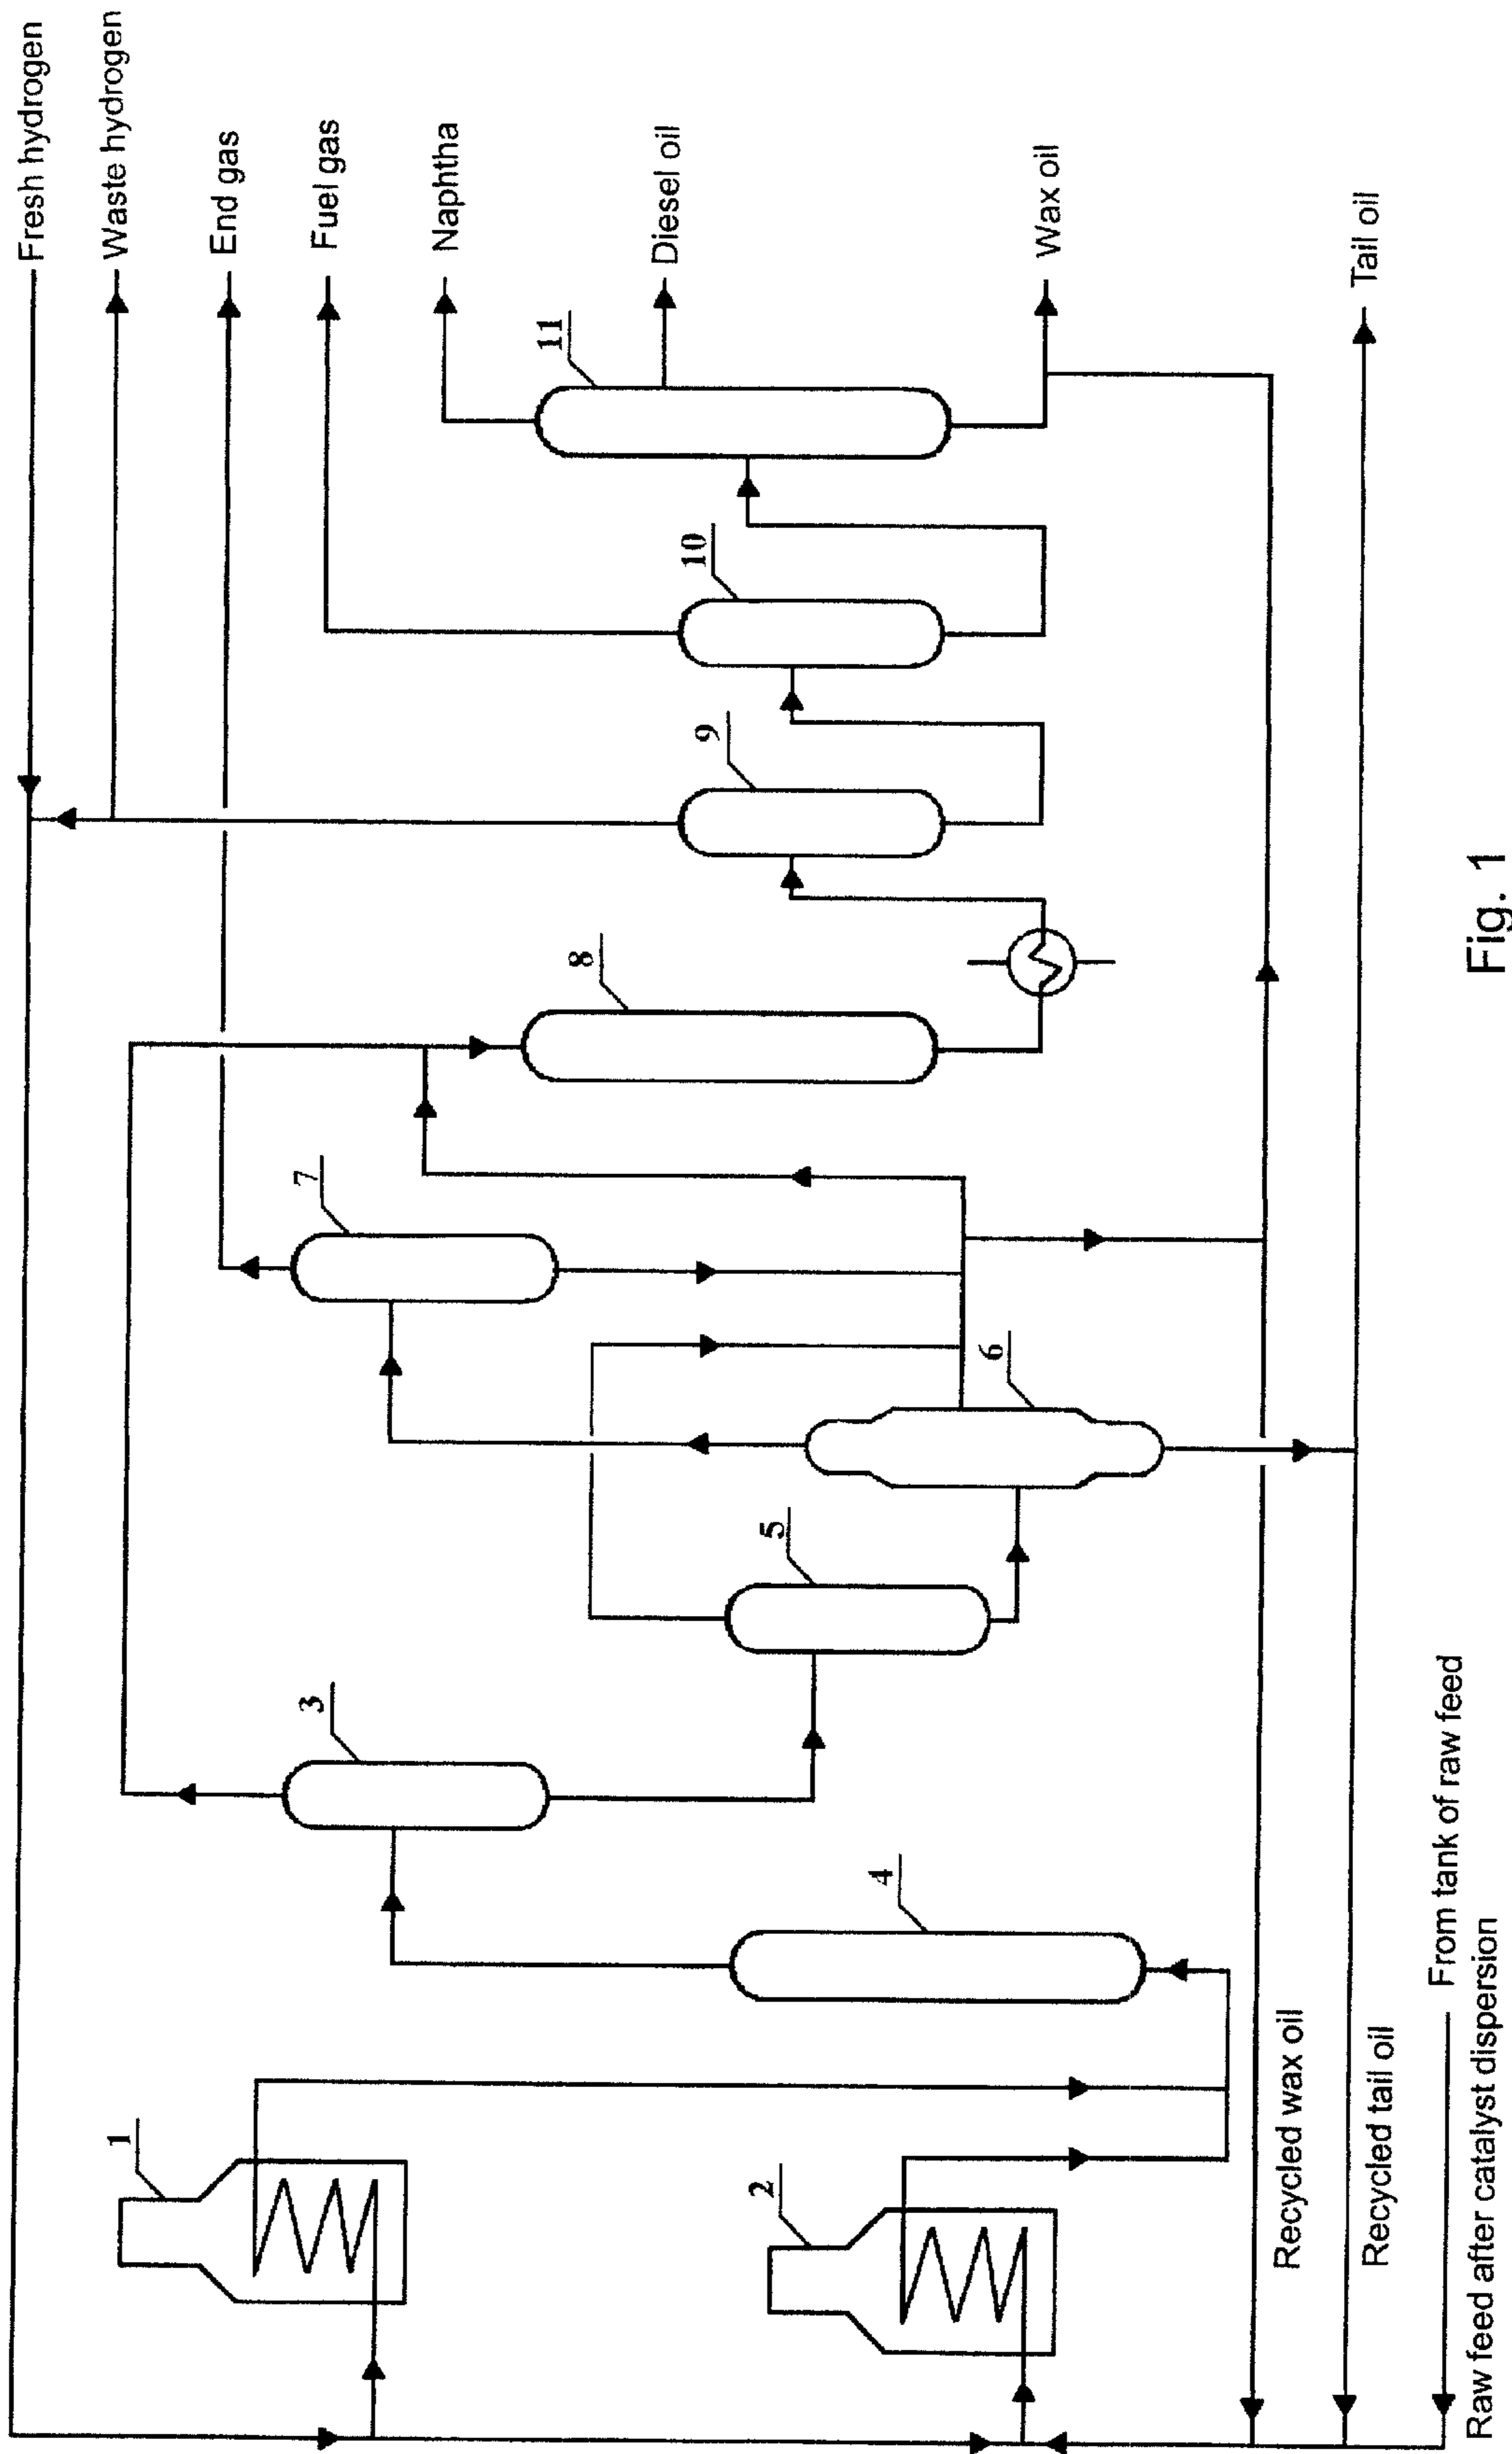 Fresh hydrogen
Waste hydrogen
End gas
Fuel gas
Naphtha
Diesel oil
Wax oil
Tail oil
1
2
3
4
5
6
7
8
9
10
11
Recycled wax oil
Recycled tail oil
From tank of raw feed
Raw feed after catalyst dispersion
Fig. 1